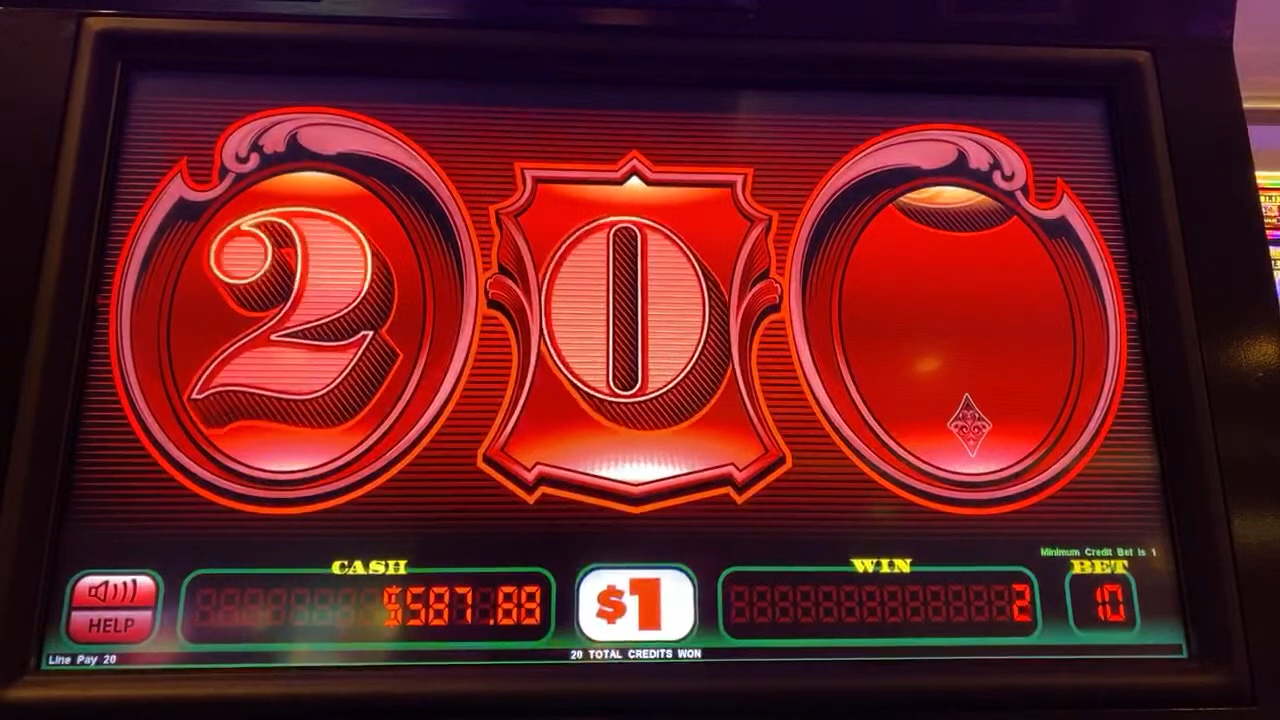 2 0
Minimum Credit Bet is 1
CASH
WIN
BET
$587.88
$1
2
10
HELP
Line Pay 20
20 TOTAL CREDITS WON